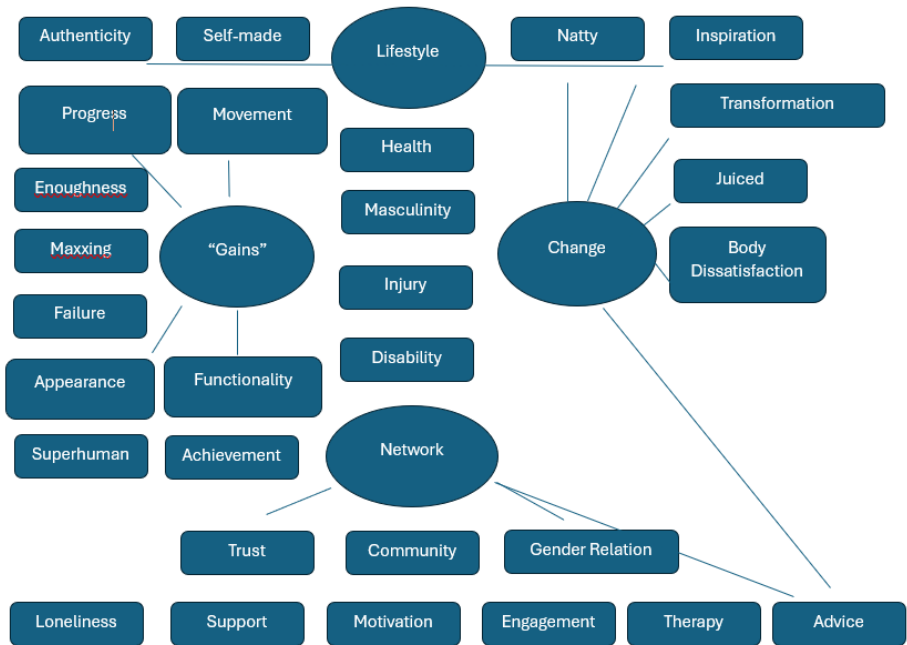 Authenticity
Self-made
Lifestyle
Natty
Inspiration
Progress
Movement
Transformation
Health
Enoughness
Juiced
Masculinity
Maxxing
"Gains"
Change
Body
Dissatisfaction
Injury
Failure
Disability
Appearance
Functionality
Superhuman
Achievement
Network
Trust
Community
Gender Relation
Loneliness
Support
Motivation
Engagement
Therapy
Advice